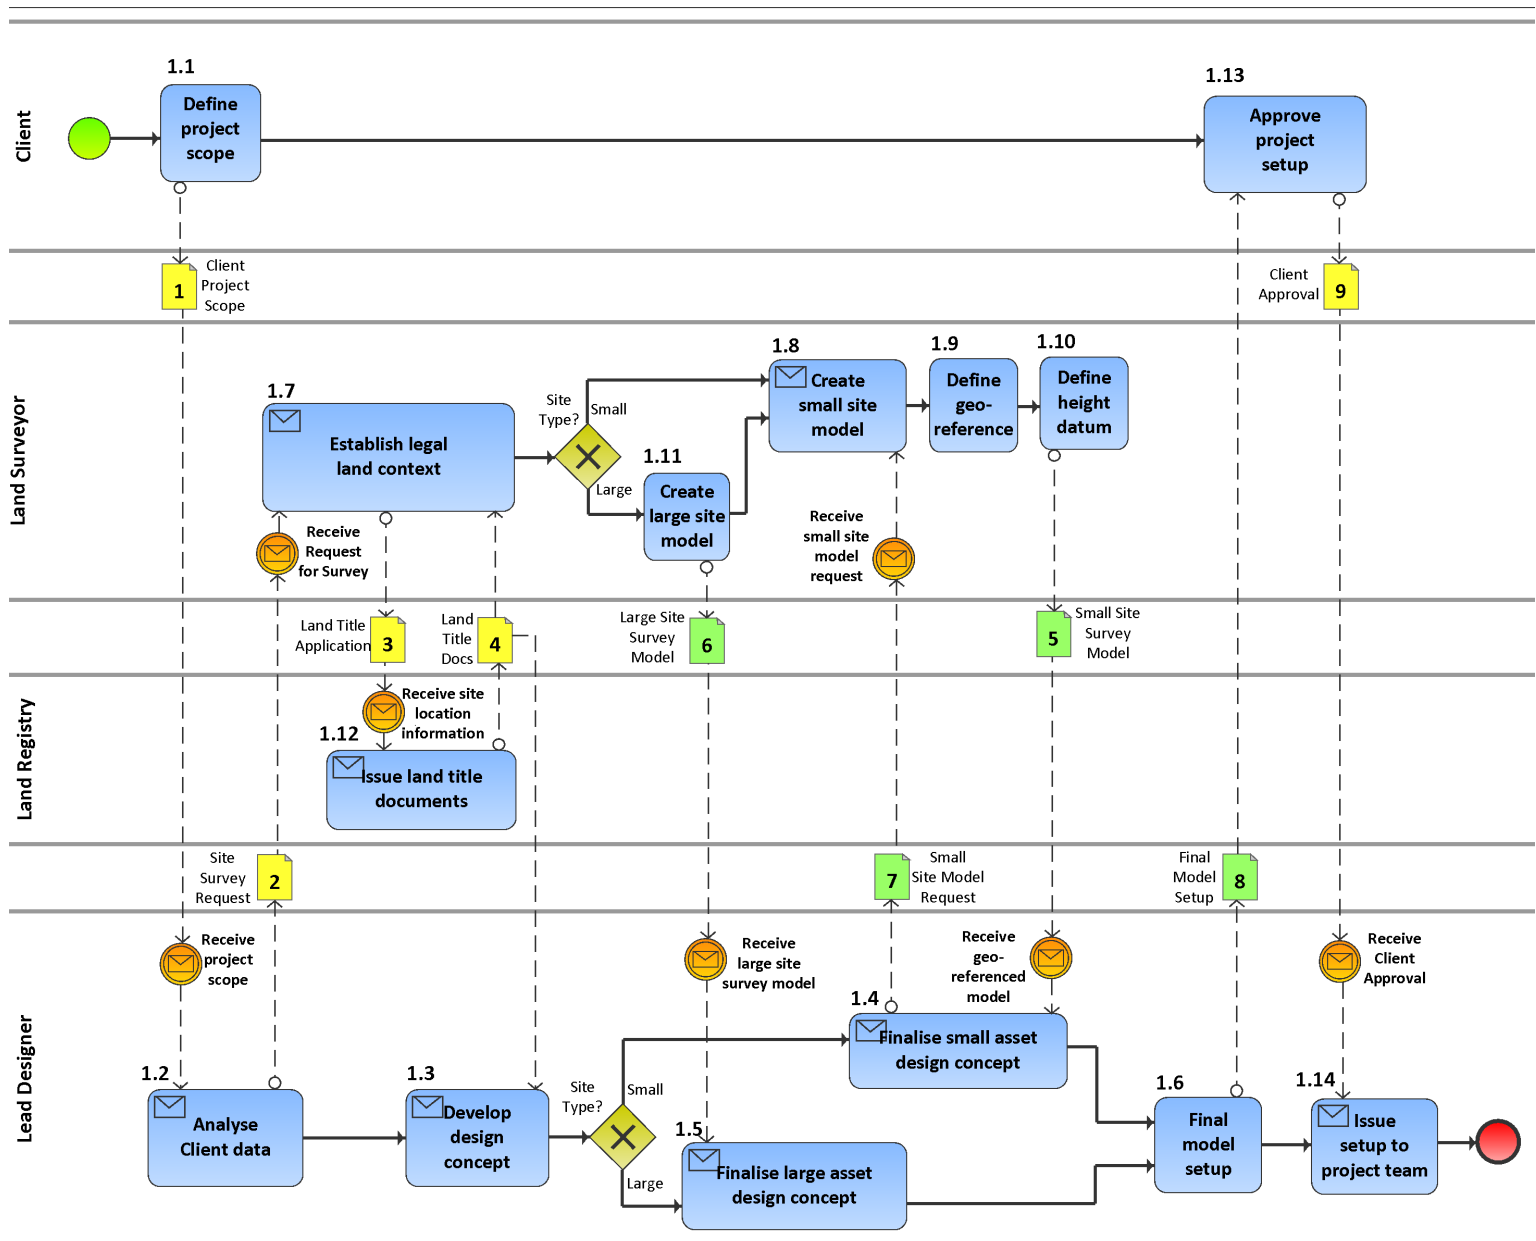 Client
1.1
Define
project
scope
1.13
Approve
project
setup
1
Client
Project
Scope
Client
Approval
9
Land Surveyor
1.7
Establish legal
land context
Site
Type?
Small
Large
1.11
Create
large site
model
1.8
Create
small site
model
1.9
Define
geo-
reference
1.10
Define
height
datum
Receive
Request
for Survey
Receive
small site
model
request
Land Title
Application
3
Land
Title
Docs
4
Large Site
Survey
Model
6
5
Small Site
Survey
Model
Land Registry
Receive site
location
information
1.12
Issue land title
documents
Site
Survey
Request
2
7
Small
Site Model
Request
Final
Model
Setup
8
Lead Designer
Receive
project
scope
Receive
large site
survey model
Receive
geo-
referenced
model
Receive
Client
Approval
1.2
Analyse
Client data
1.3
Develop
design
concept
Site
Type?
Small
Large
1.4
Finalise small asset
design concept
1.5
Finalise large asset
design concept
1.6
Final
model
setup
1.14
Issue
setup to
project team